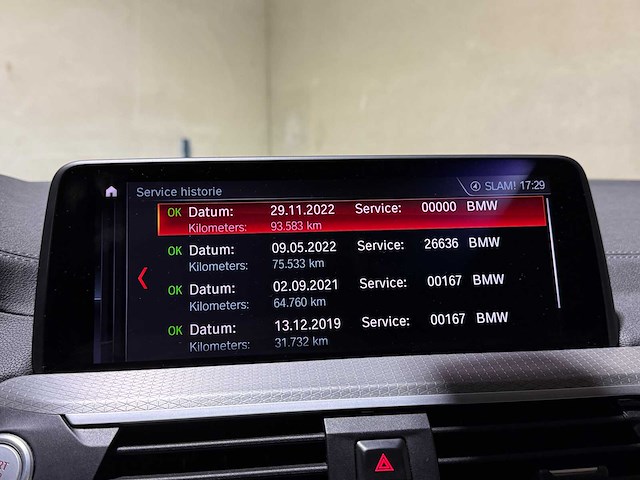 Service historie
④ SLAM! 17:29
OK Datum: 29.11.2022 Service: 00000 BMW
Kilometers: 93.583 km
OK Datum: 09.05.2022 Service: 26636 BMW
Kilometers: 75.533 km
OK Datum: 02.09.2021 Service: 00167 BMW
Kilometers: 64.760 km
OK Datum: 13.12.2019 Service: 00167 BMW
Kilometers: 31.732 km